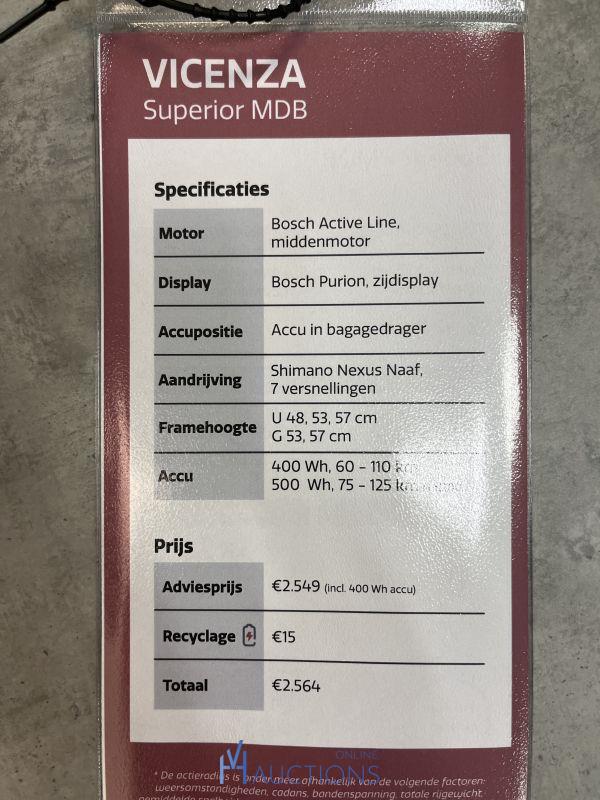 VICENZA
Superior MDB
Specificaties
Motor Bosch Active Line,
middenmotor
Display Bosch Purion, zijdisplay
Accupositie Accu in bagagedrager
Aandrijving Shimano Nexus Naaf,
7 versnellingen
Framehoogte U 48, 53, 57 cm
G 53, 57 cm
Accu 400 Wh, 60 – 110 km
500 Wh, 75 – 125 km
Prijs
Adviesprijs €2.549 (incl. 400 Wh accu)
Recyclage €15
Totaal €2.564
ONLINE
AUCTIONS
* De actieradius is onder meer afhankelijk van de volgende factoren:
weersomstandigheden, cadans, bandenspanning, totale rijgewicht,